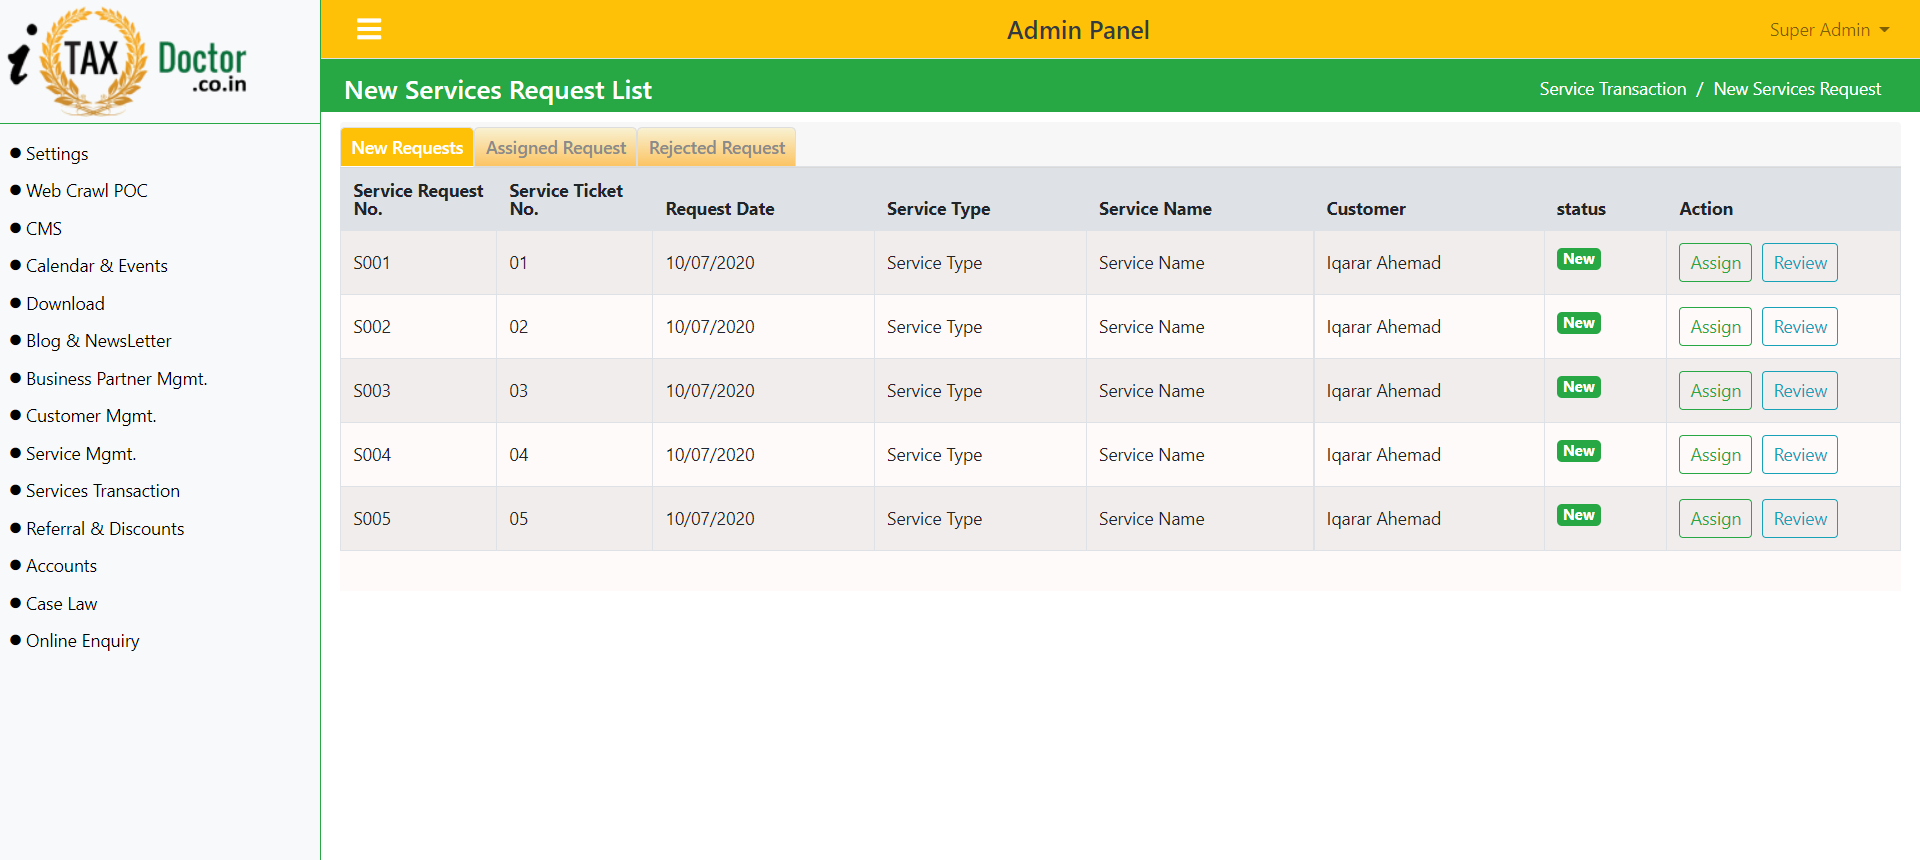 i TAX Doctor
.co.in
Admin Panel
Super Admin
New Services Request List
Service Transaction / New Services Request
Settings
Web Crawl POC
CMS
Calendar & Events
Download
Blog & NewsLetter
Business Partner Mgmt.
Customer Mgmt.
Service Mgmt.
Services Transaction
Referral & Discounts
Accounts
Case Law
Online Enquiry
New Requests Assigned Request Rejected Request
Service Request No. Service Ticket No. Request Date Service Type Service Name Customer status Action
S001 01 10/07/2020 Service Type Service Name Iqarar Ahemad New Assign Review
S002 02 10/07/2020 Service Type Service Name Iqarar Ahemad New Assign Review
S003 03 10/07/2020 Service Type Service Name Iqarar Ahemad New Assign Review
S004 04 10/07/2020 Service Type Service Name Iqarar Ahemad New Assign Review
S005 05 10/07/2020 Service Type Service Name Iqarar Ahemad New Assign Review